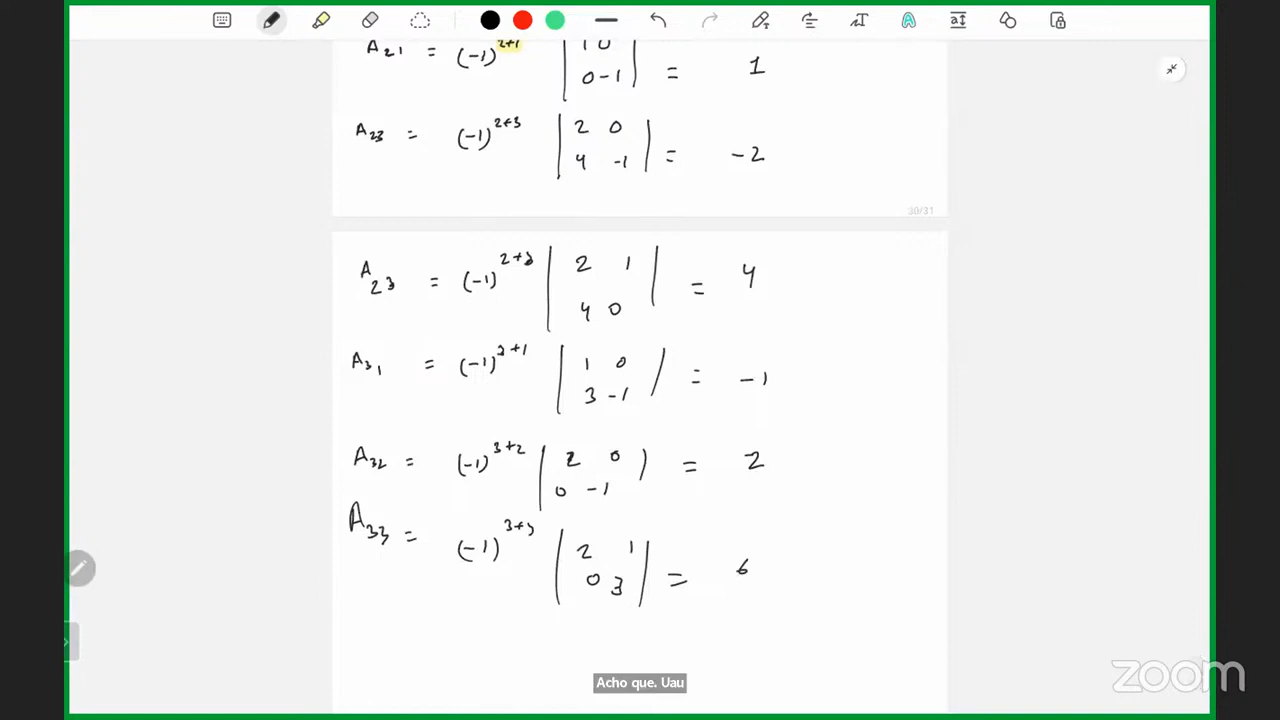 A21 = (-1)^2+1 | 1 0 |
| 0 -1 | = 1
A23 = (-1)^2+3 | 2 0 |
| 4 -1 | = -2
30/31
A23 = (-1)^2+3 | 2 1 |
| 4 0 | = 4
A31 = (-1)^3+1 | 1 0 |
| 3 -1 | = -1
A32 = (-1)^3+2 | 2 0 |
| 0 -1 | = 2
A33 = (-1)^3+3 | 2 1 |
| 0 3 | = 6
Acho que. Uau
zoom